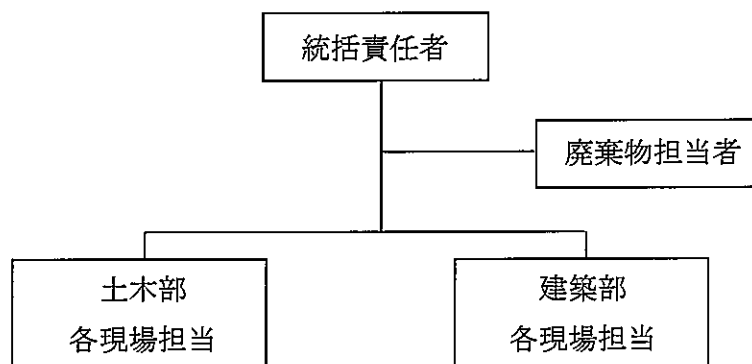 統括責任者
廃棄物担当者
土木部
各現場担当
建築部
各現場担当